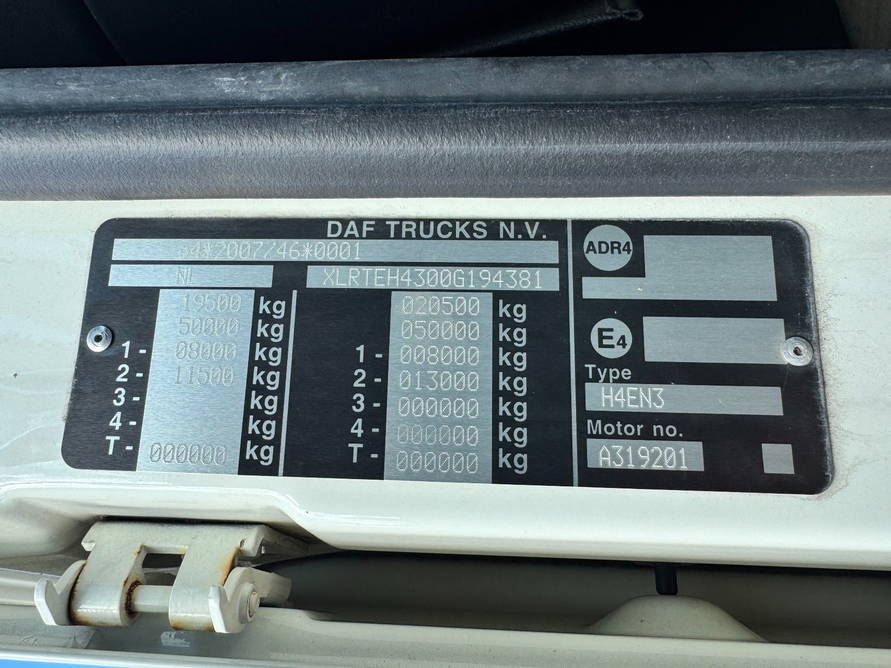 DAF TRUCKS N.V.
e4*2007/46*0001
NL XLRTEH4300G194381
19500 kg 020500 kg
50000 kg 050000 kg
1- 08000 kg 1- 008000 kg
2- 11500 kg 2- 013000 kg
3- kg 3- 000000 kg
4- kg 4- 000000 kg
T- 000000 kg T- 000000 kg
ADR4
E4
Type
H4EN3
Motor no.
A319201